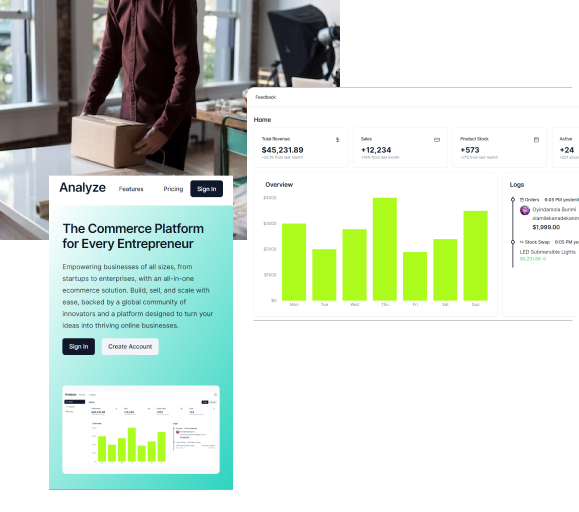 Feedback
Home
Total Revenue
$
$45,231.89
+20.1% from last month
Sales
+12,234
+19% from last month
Product Stock
+573
+201 since last month
Active
+24
+201 since
Overview
$4500
$3000
$2000
$1000
$0
Mon Tue Wed Thu Fri Sat Sun
Logs
Orders 6:05 PM yesterd
Oyindamola Bunmi
olamilekanadekanm
$1,999.00
Stock Swap 6:05 PM ye
LED Submersible Lights
Analyze Features Pricing Sign In
The Commerce Platform
for Every Entrepreneur
Empowering businesses of all sizes, from
startups to enterprises, with an all-in-one
ecommerce solution. Build, sell, and scale with
ease, backed by a global community of
innovators and a platform designed to turn your
ideas into thriving online businesses.
Sign In Create Account
Analyze
Overview